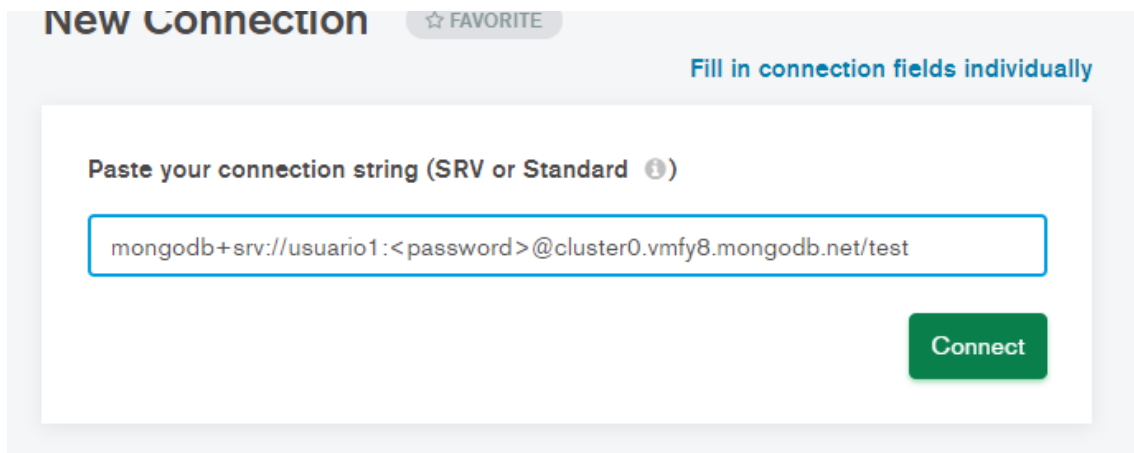 New Connection ☆ FAVORITE
Fill in connection fields individually
Paste your connection string (SRV or Standard ⓘ)
mongodb+srv://usuario1:<password>@cluster0.vmfy8.mongodb.net/test
Connect